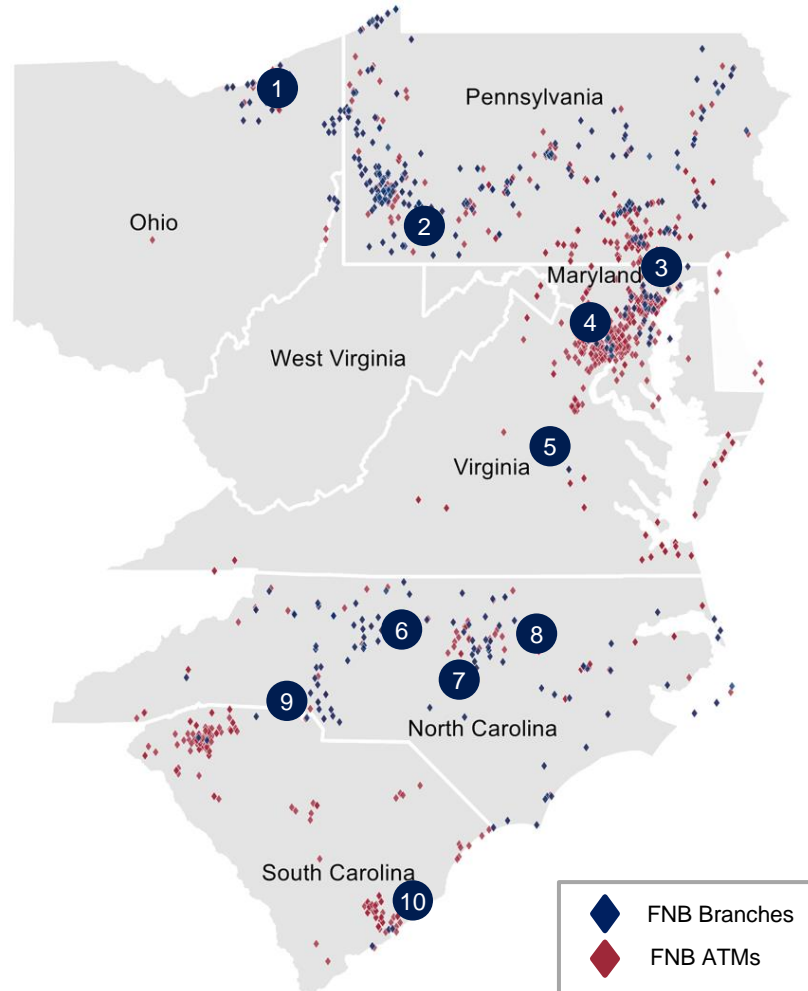 1
Pennsylvania
2
Ohio
Maryland
3
4
West Virginia
5
Virginia
6
8
7
9
North Carolina
South Carolina
10
FNB Branches
FNB ATMs